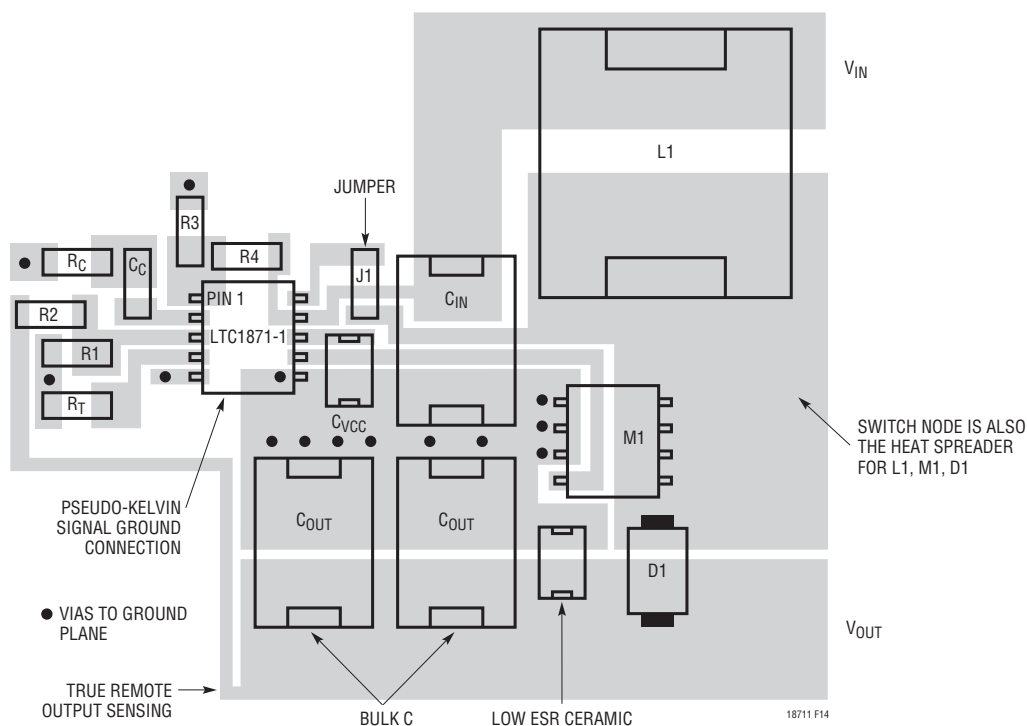 VIN
L1
JUMPER
R3
RC
CC
R4
J1
CIN
PIN 1
R2
LTC1871-1
R1
RT
CVCC
M1
SWITCH NODE IS ALSO
THE HEAT SPREADER
FOR L1, M1, D1
PSEUDO-KELVIN
SIGNAL GROUND
CONNECTION
COUT
COUT
D1
VIAS TO GROUND
PLANE
VOUT
TRUE REMOTE
OUTPUT SENSING
BULK C
LOW ESR CERAMIC
18711 F14